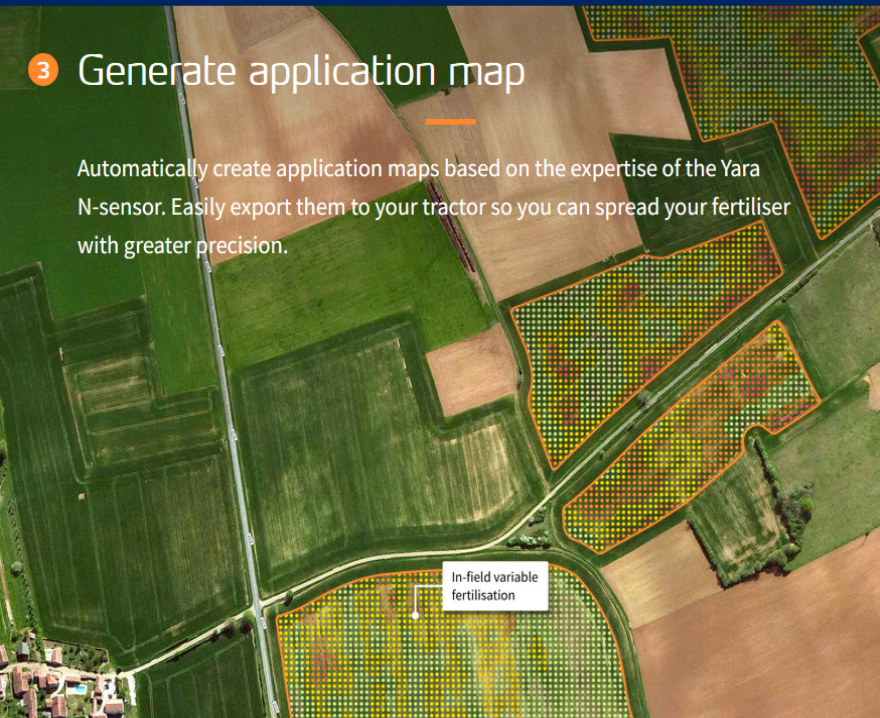 3
Generate application map
Automatically create application maps based on the expertise of the Yara
N-sensor. Easily export them to your tractor so you can spread your fertiliser
with greater precision.
In-field variable
fertilisation